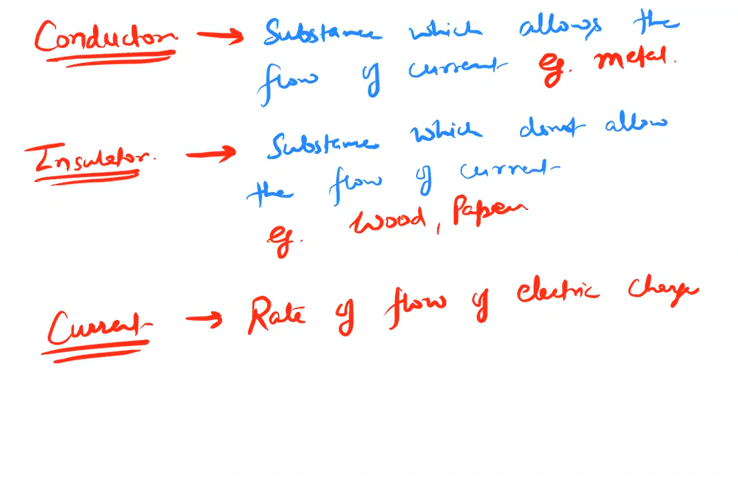 Conductor → Substance which allows the
flow of current eg. metal.
Insulator. → Substance which donot allow
the flow of current
eg. Wood, Paper
Current → Rate of flow of electric charge